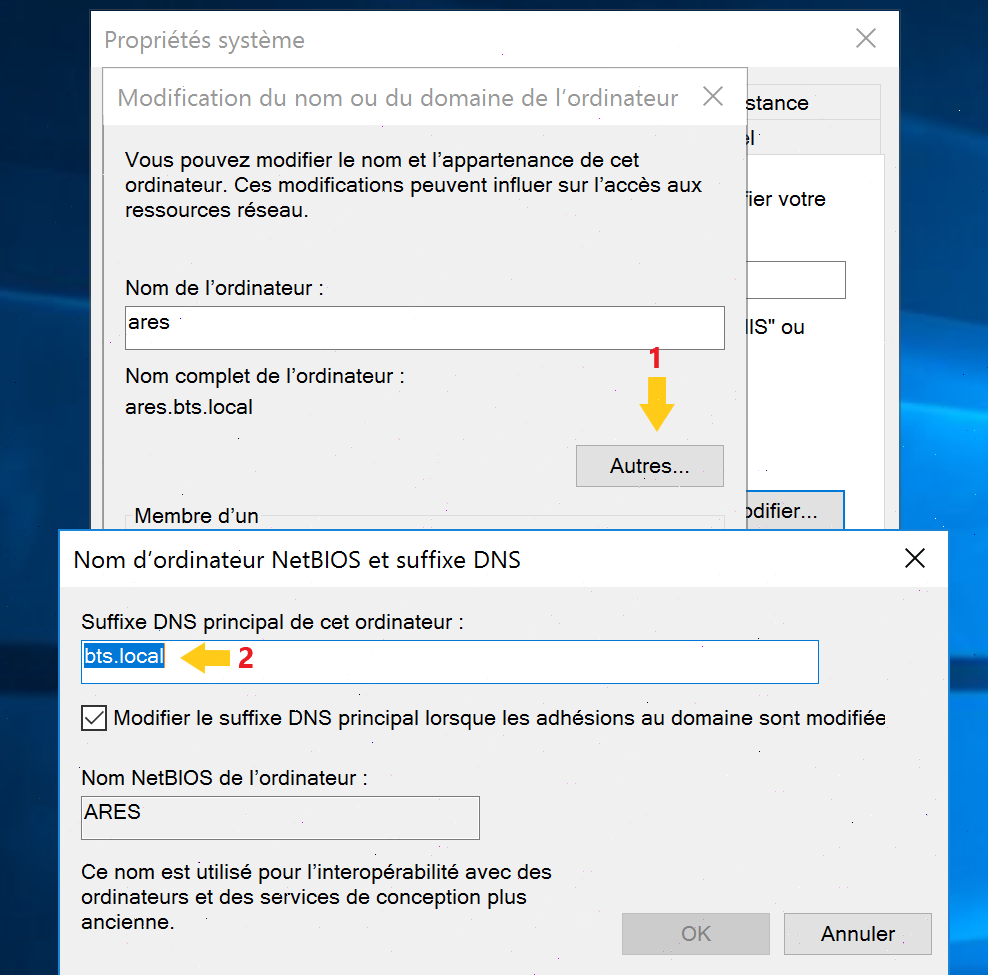 Propriétés système
Modification du nom ou du domaine de l’ordinateur
stance
Vous pouvez modifier le nom et l’appartenance de cet
ordinateur. Ces modifications peuvent influer sur l’accès aux
ressources réseau.
fier votre
Nom de l’ordinateur :
ares
IIS" ou
1
Nom complet de l’ordinateur :
ares.bts.local
Autres...
odifier...
Membre d’un
Nom d’ordinateur NetBIOS et suffixe DNS
Suffixe DNS principal de cet ordinateur :
bts.local 2
Modifier le suffixe DNS principal lorsque les adhésions au domaine sont modifiée
Nom NetBIOS de l’ordinateur :
ARES
Ce nom est utilisé pour l’interopérabilité avec des
ordinateurs et des services de conception plus
ancienne.
OK Annuler